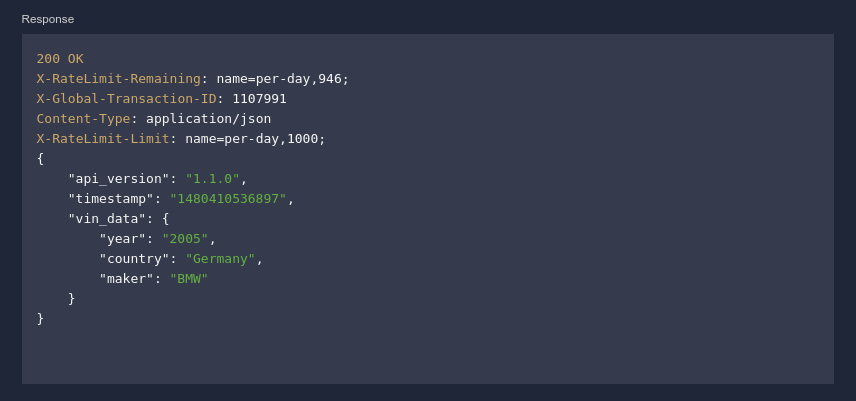 Response
200 OK
X-RateLimit-Remaining: name=per-day,946;
X-Global-Transaction-ID: 1107991
Content-Type: application/json
X-RateLimit-Limit: name=per-day,1000;
{
    "api_version": "1.1.0",
    "timestamp": "1480410536897",
    "vin_data": {
        "year": "2005",
        "country": "Germany",
        "maker": "BMW"
    }
}